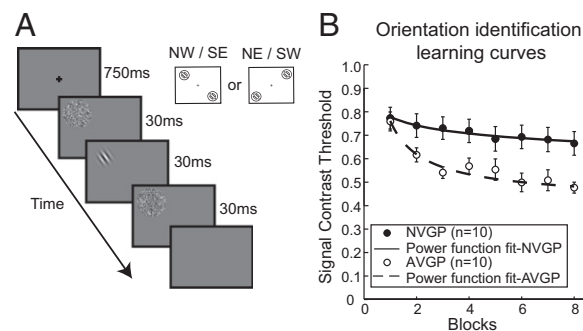 A
NW / SE
NE / SW
or
750ms
30ms
30ms
30ms
Time
B
Orientation identification
learning curves
Signal Contrast Threshold
1.0
0.9
0.8
0.7
0.6
0.5
0.4
0.3
0.2
0.1
0
NVGP (n=10)
Power function fit-NVGP
AVGP (n=10)
Power function fit-AVGP
0
2
4
6
8
Blocks